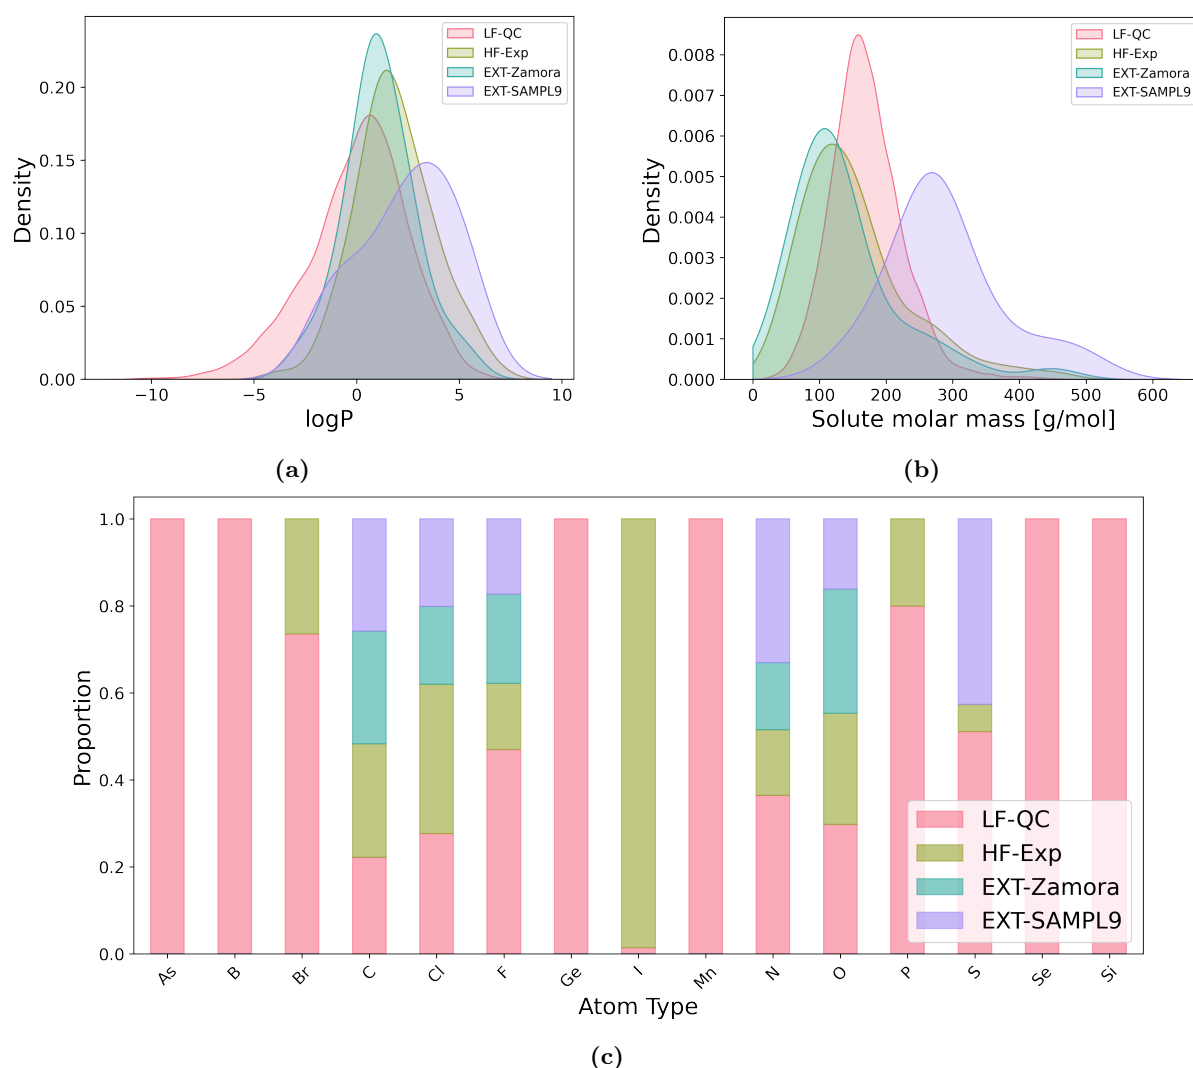 LF-QC
HF-Exp
EXT-Zamora
EXT-SAMPL9
0.20
0.15
0.10
0.05
0.00
Density
−10
−5
0
5
10
logP
(a)
LF-QC
HF-Exp
EXT-Zamora
EXT-SAMPL9
0.008
0.007
0.006
0.005
0.004
0.003
0.002
0.001
0.000
Density
0
100
200
300
400
500
600
Solute molar mass [g/mol]
(b)
1.0
0.8
0.6
0.4
0.2
0.0
Proportion
LF-QC
HF-Exp
EXT-Zamora
EXT-SAMPL9
As
B
Br
C
Cl
F
Ge
I
Mn
N
O
P
S
Se
Si
Atom Type
(c)